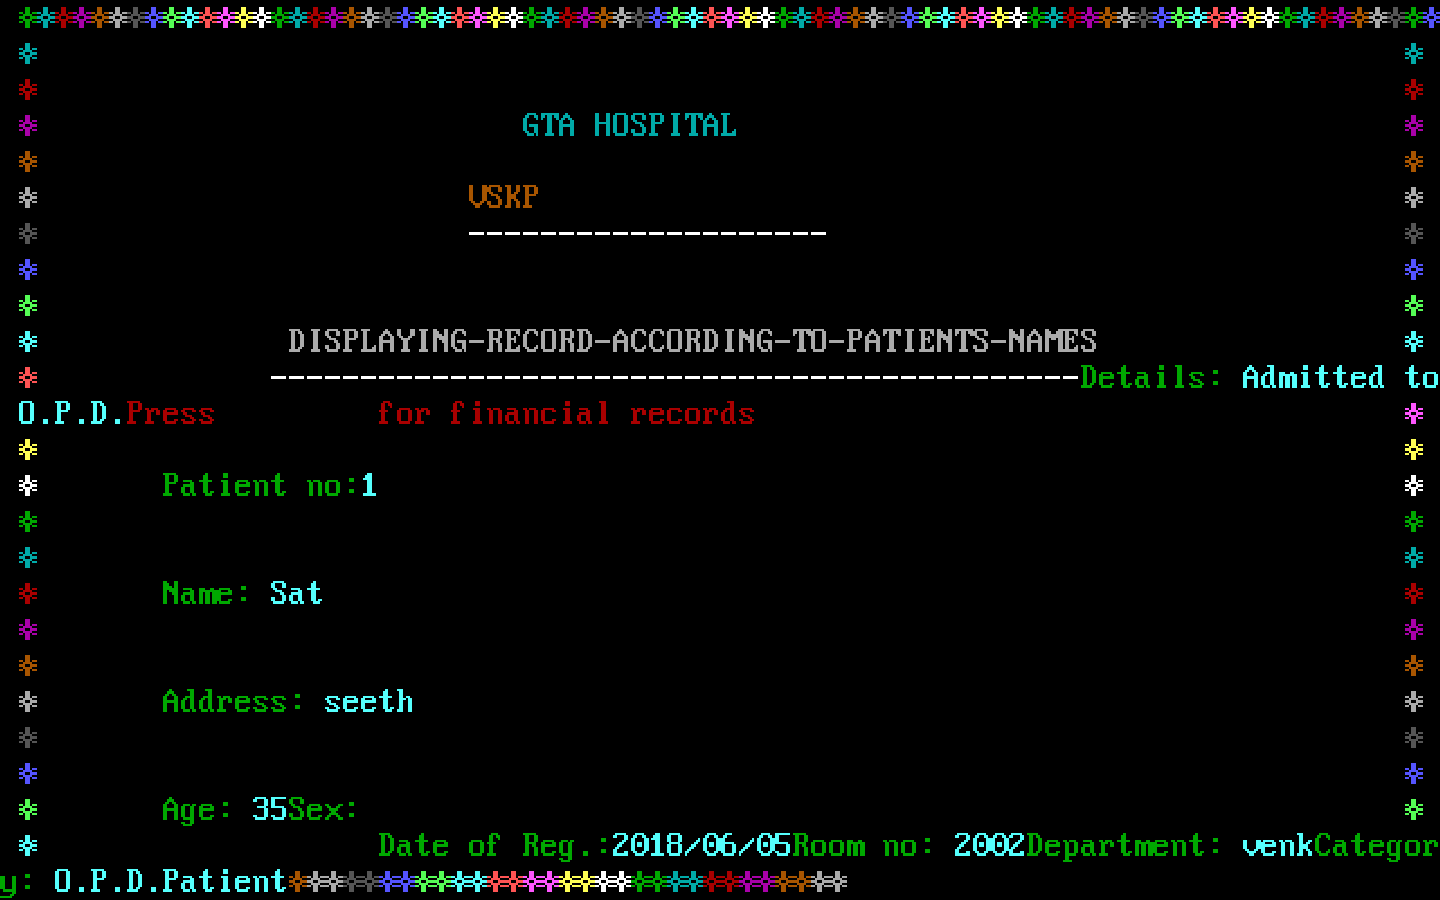 GTA HOSPITAL
VSKP
--------------------
DISPLAYING-RECORD-ACCORDING-TO-PATIENTS-NAMES
---------------------------------------------Details: Admitted to
O.P.D.Press for financial records
Patient no:1
Name: Sat
Address: seeth
Age: 35Sex:
Date of Reg.:2018/06/05Room no: 2002Department: venkCategor
y: O.P.D.Patient